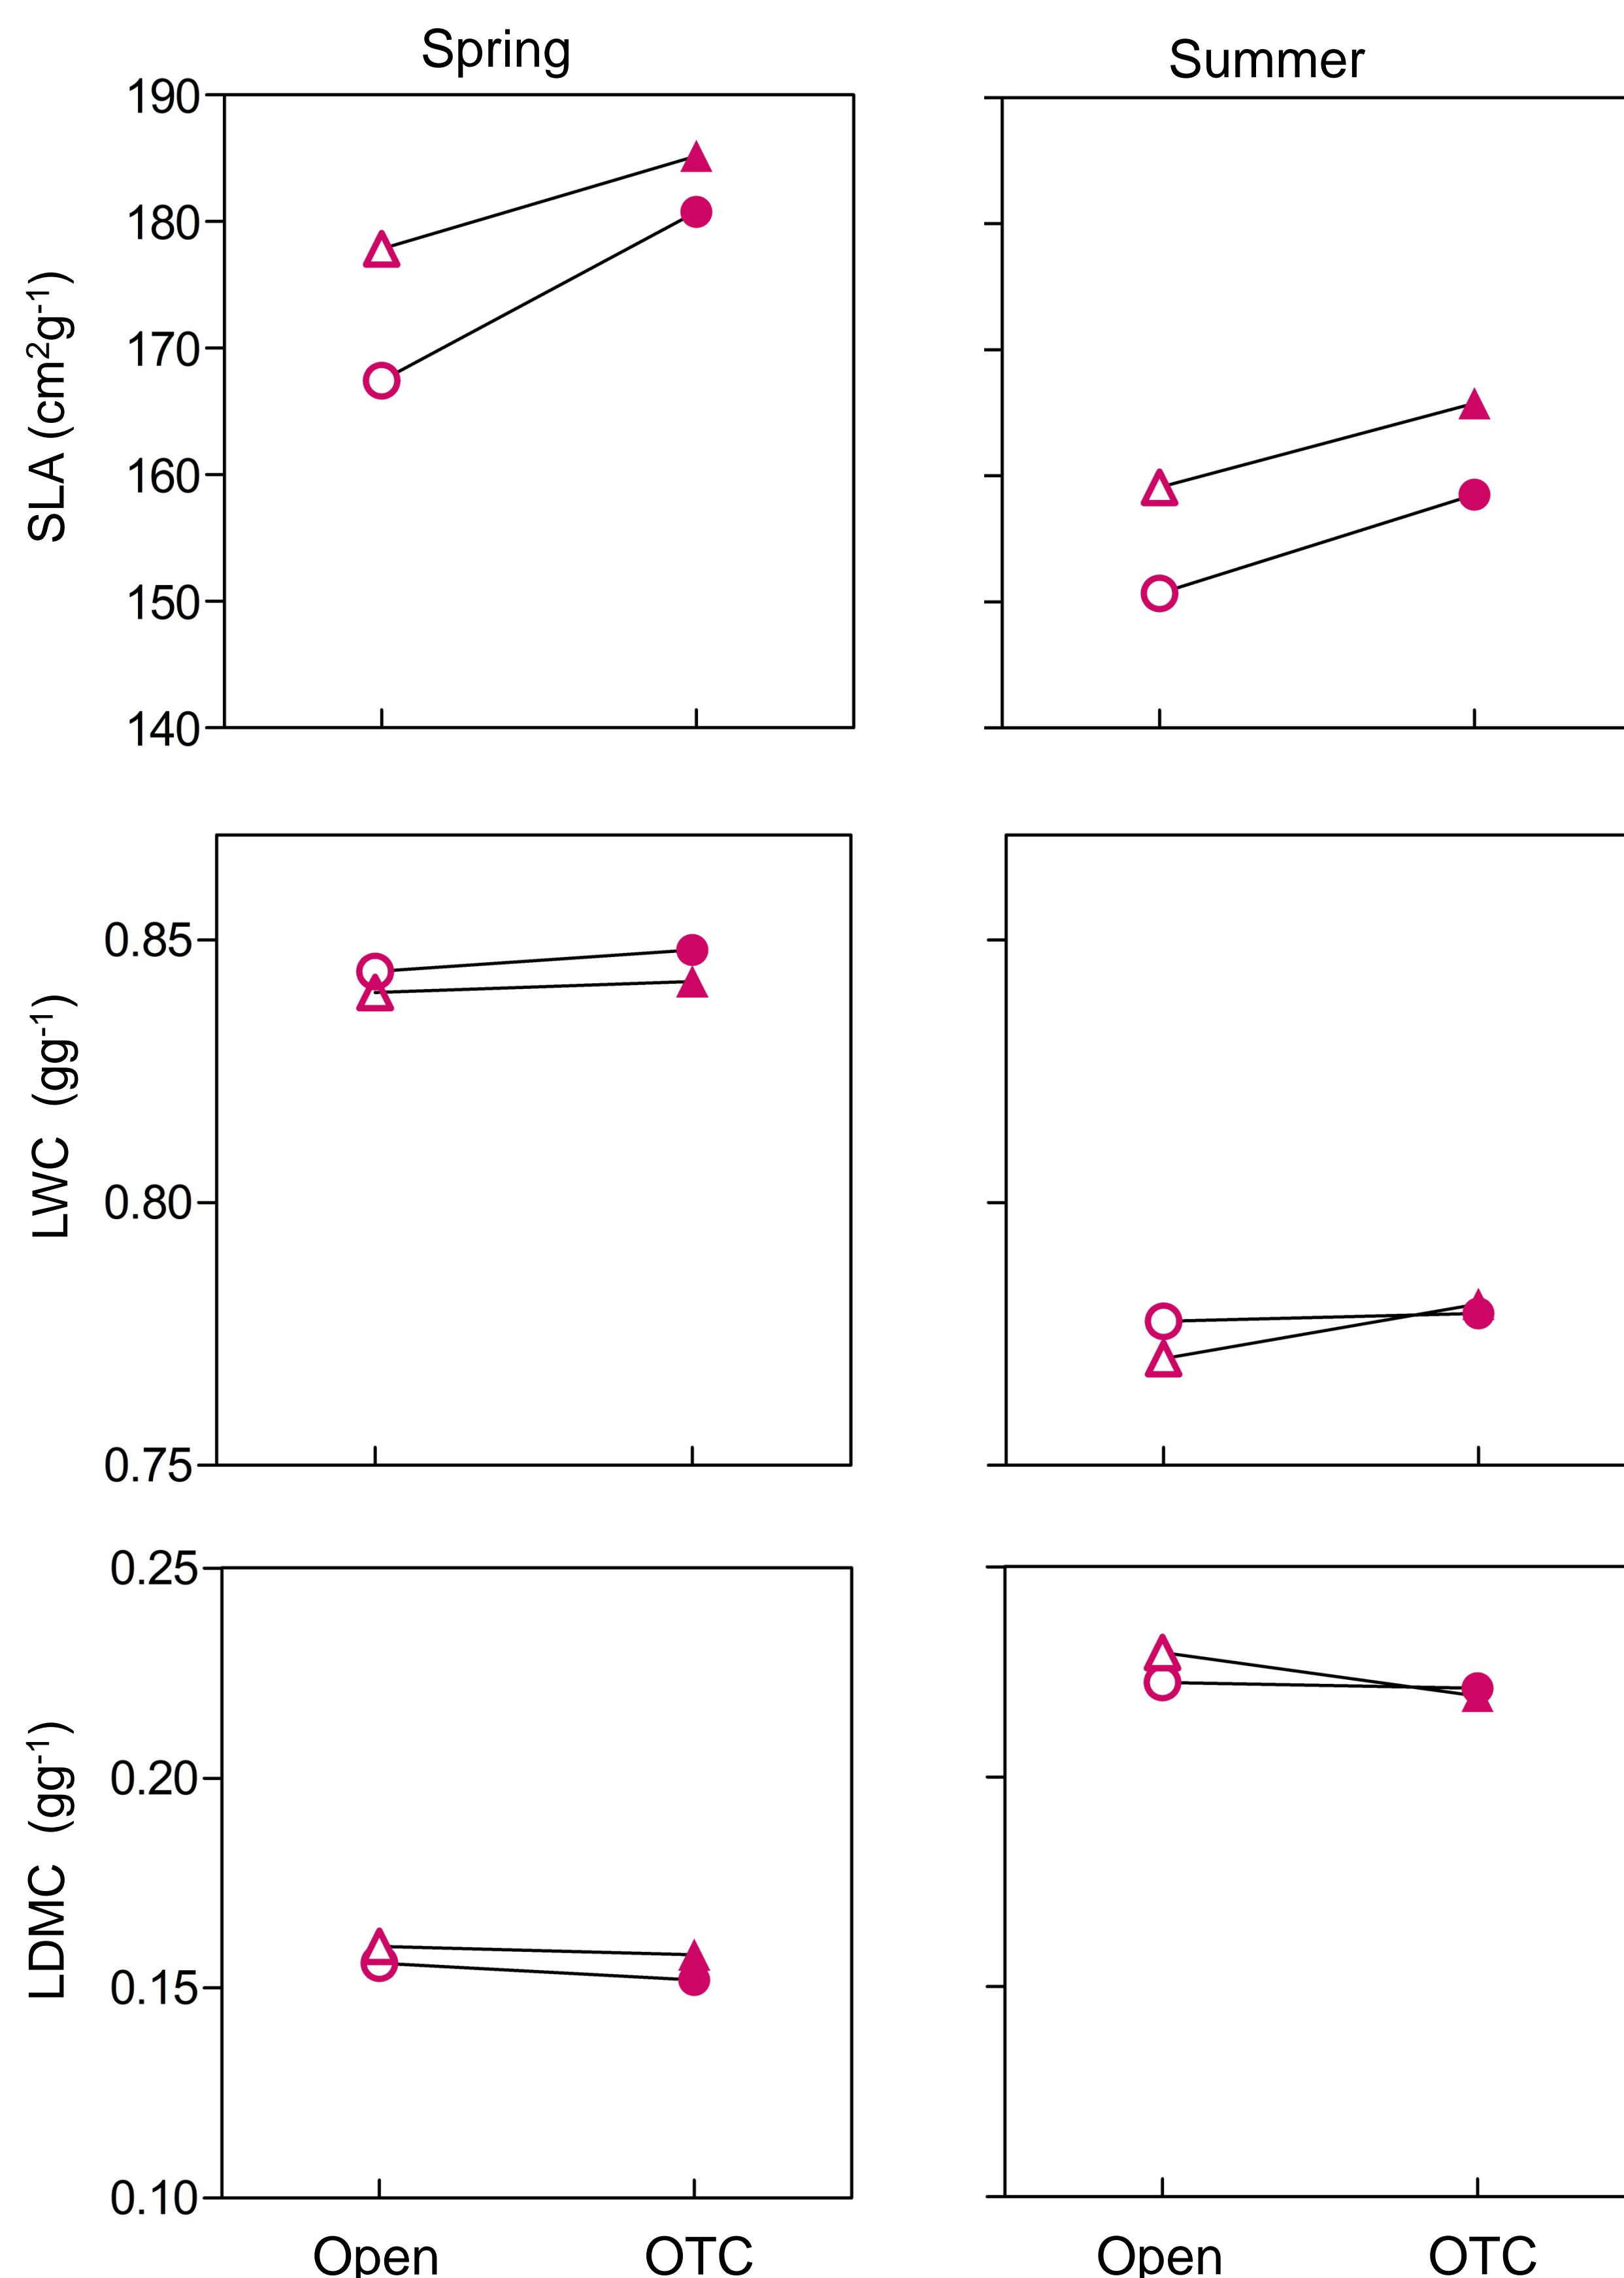 Spring
Summer
SLA (cm²g⁻¹)
190
180
170
160
150
140
LWC (gg⁻¹)
0.85
0.80
0.75
LDMC (gg⁻¹)
0.25
0.20
0.15
0.10
Open OTC Open OTC